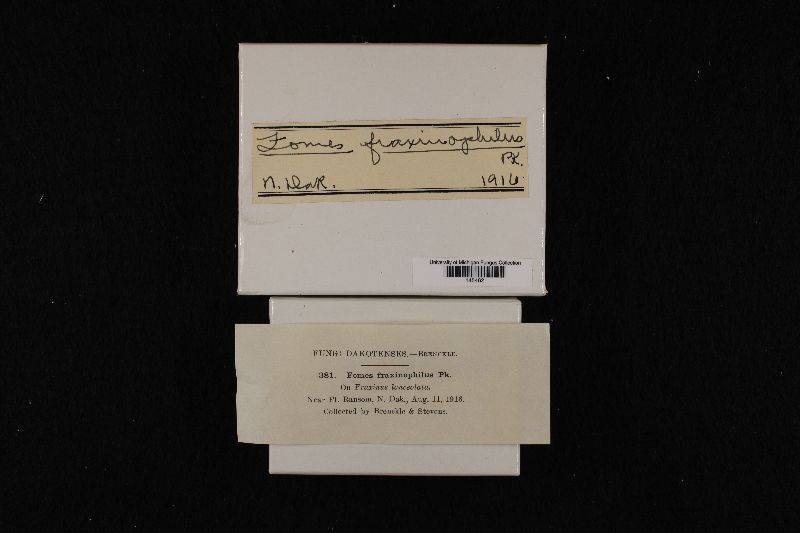 Fomes fraxinophilus
Pk.
N. Dak. 1916
University of Michigan Fungus Collection
FUNGI DAKOTENSES.—BRENCKLE.
381. Fomes fraxinophilus Pk.
On Fraxinus lanceolata.
Near Ft. Ransom, N. Dak., Aug. 11, 1916.
Collected by Brenckle & Stevens.